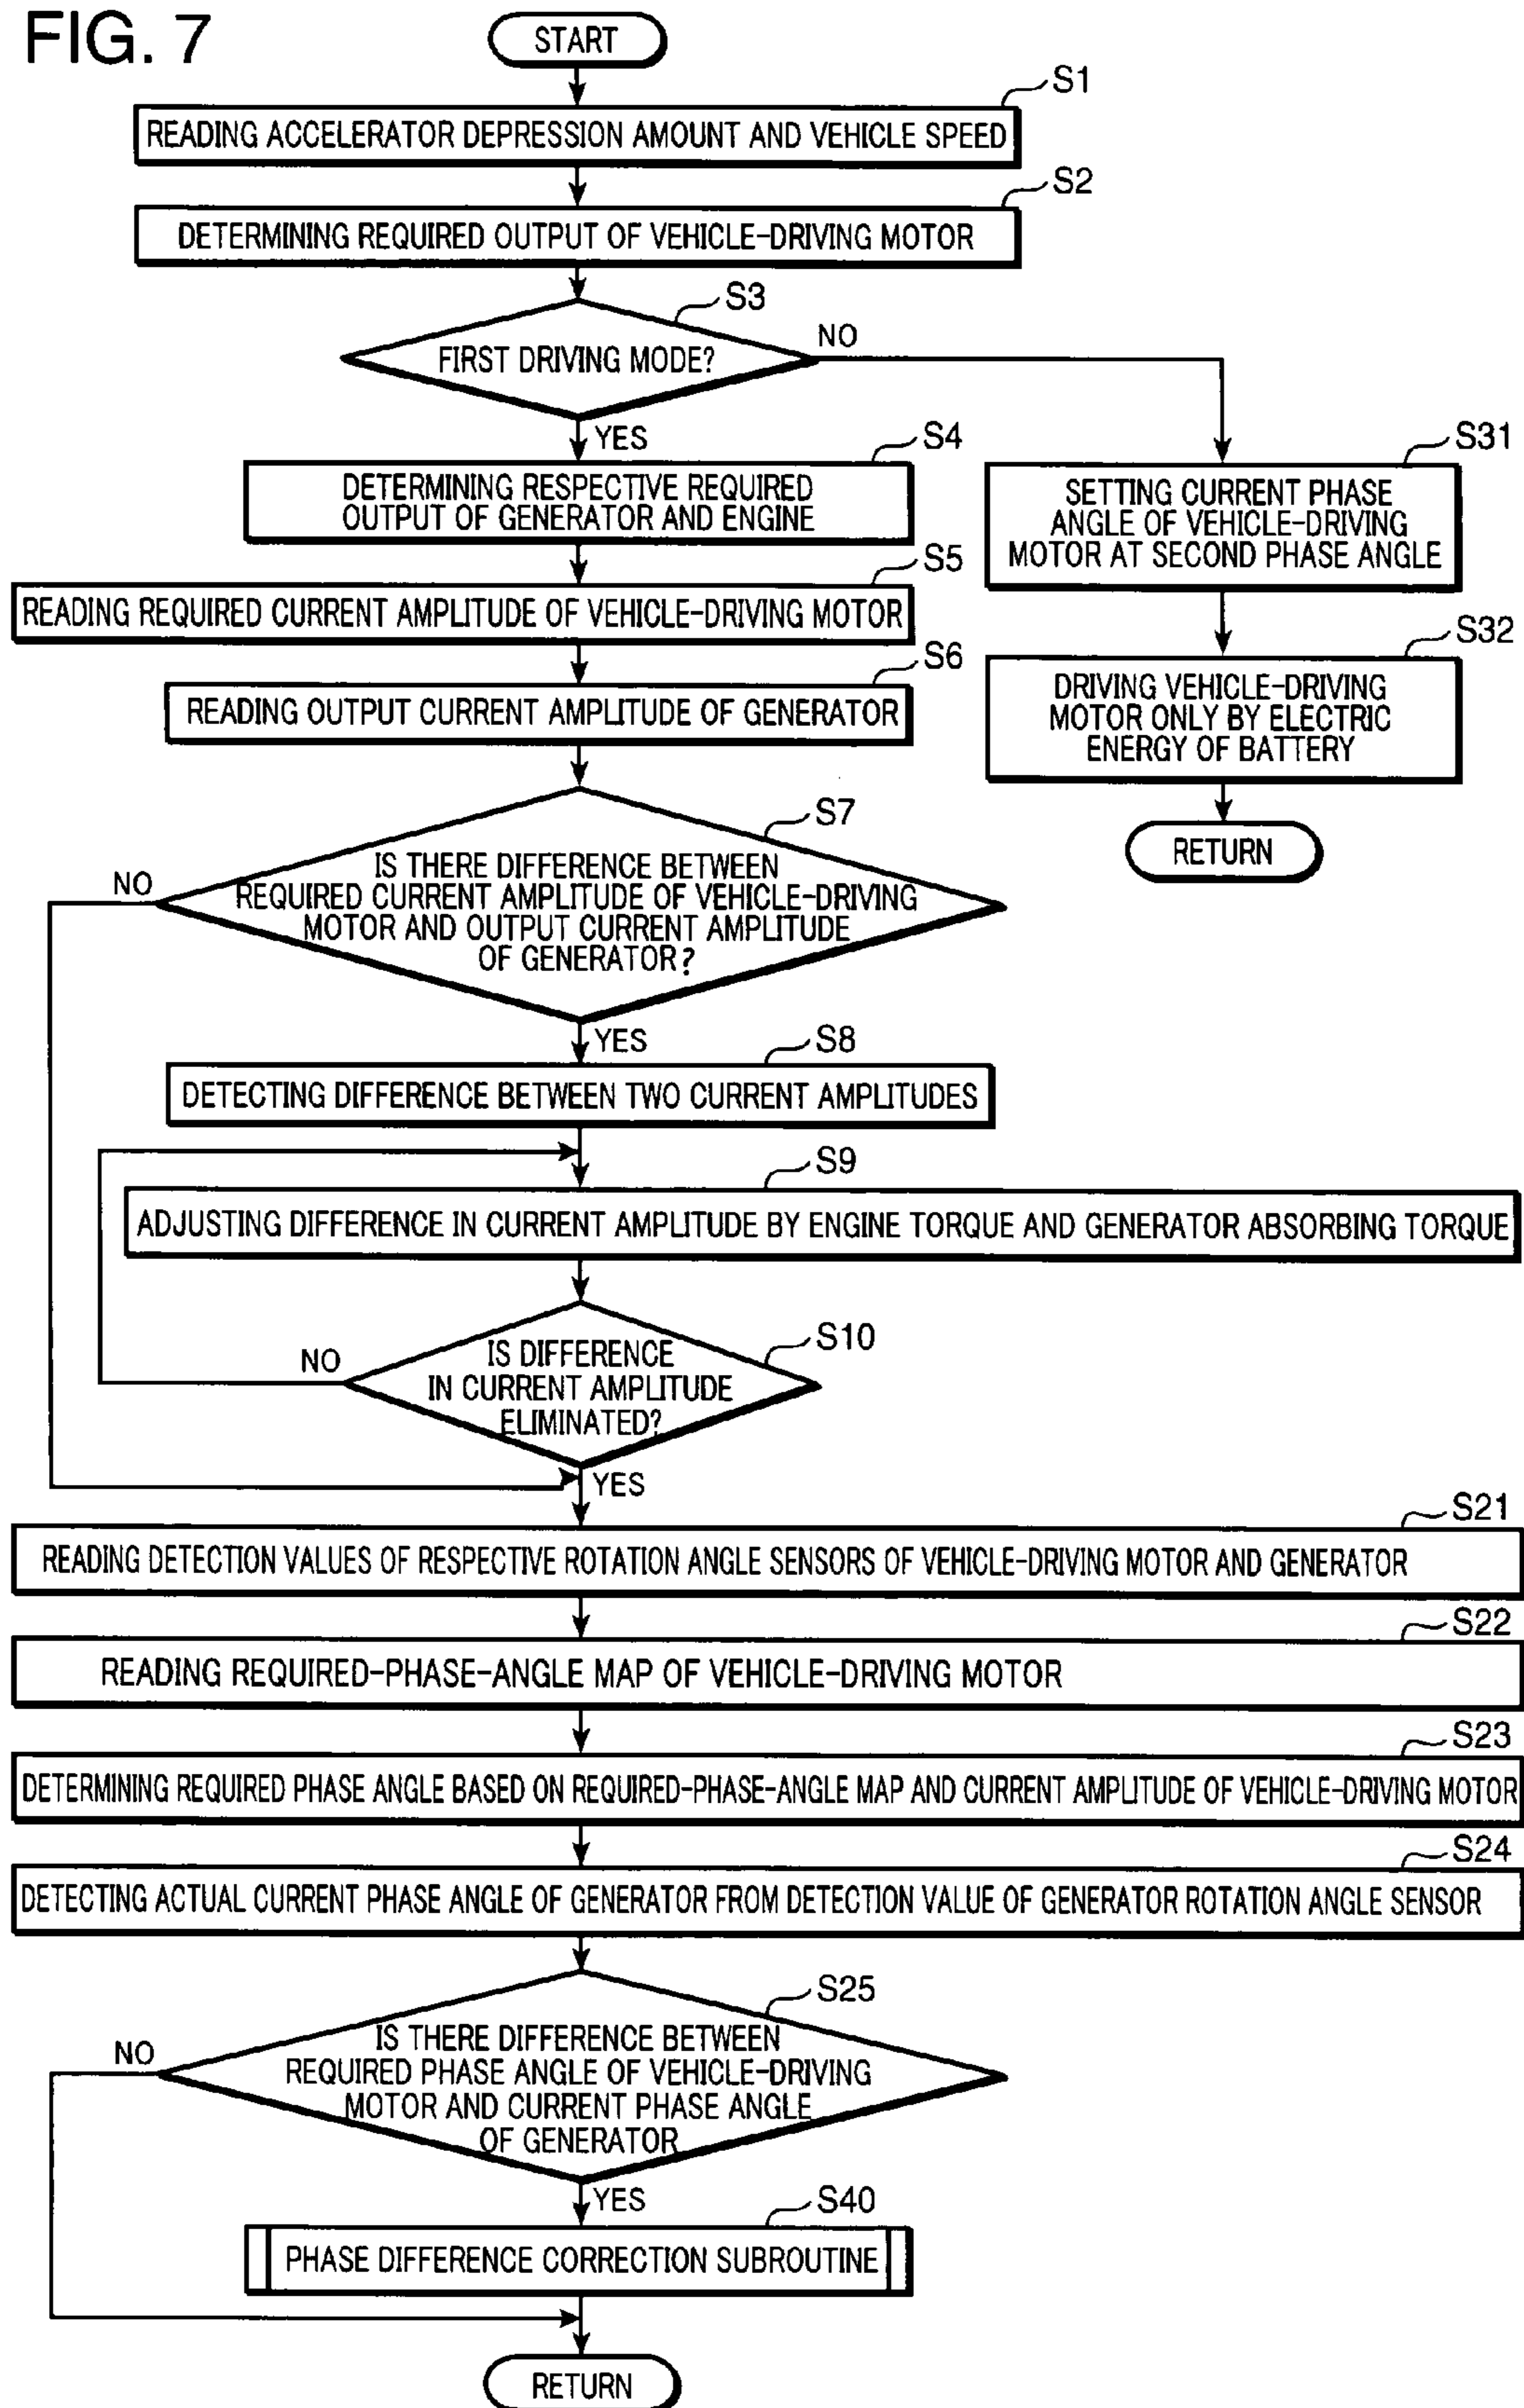 FIG. 7
START
S1
READING ACCELERATOR DEPRESSION AMOUNT AND VEHICLE SPEED
S2
DETERMINING REQUIRED OUTPUT OF VEHICLE-DRIVING MOTOR
S3
FIRST DRIVING MODE?
NO
YES
S4
DETERMINING RESPECTIVE REQUIRED
OUTPUT OF GENERATOR AND ENGINE
S31
SETTING CURRENT PHASE
ANGLE OF VEHICLE-DRIVING
MOTOR AT SECOND PHASE ANGLE
S5
READING REQUIRED CURRENT AMPLITUDE OF VEHICLE-DRIVING MOTOR
S32
DRIVING VEHICLE-DRIVING
MOTOR ONLY BY ELECTRIC
ENERGY OF BATTERY
S6
READING OUTPUT CURRENT AMPLITUDE OF GENERATOR
RETURN
S7
IS THERE DIFFERENCE BETWEEN
REQUIRED CURRENT AMPLITUDE OF VEHICLE-DRIVING
MOTOR AND OUTPUT CURRENT AMPLITUDE
OF GENERATOR?
NO
YES
S8
DETECTING DIFFERENCE BETWEEN TWO CURRENT AMPLITUDES
S9
ADJUSTING DIFFERENCE IN CURRENT AMPLITUDE BY ENGINE TORQUE AND GENERATOR ABSORBING TORQUE
S10
IS DIFFERENCE
IN CURRENT AMPLITUDE
ELIMINATED?
NO
YES
S21
READING DETECTION VALUES OF RESPECTIVE ROTATION ANGLE SENSORS OF VEHICLE-DRIVING MOTOR AND GENERATOR
S22
READING REQUIRED-PHASE-ANGLE MAP OF VEHICLE-DRIVING MOTOR
S23
DETERMINING REQUIRED PHASE ANGLE BASED ON REQUIRED-PHASE-ANGLE MAP AND CURRENT AMPLITUDE OF VEHICLE-DRIVING MOTOR
S24
DETECTING ACTUAL CURRENT PHASE ANGLE OF GENERATOR FROM DETECTION VALUE OF GENERATOR ROTATION ANGLE SENSOR
S25
IS THERE DIFFERENCE BETWEEN
REQUIRED PHASE ANGLE OF VEHICLE-DRIVING
MOTOR AND CURRENT PHASE ANGLE
OF GENERATOR
NO
YES
S40
PHASE DIFFERENCE CORRECTION SUBROUTINE
RETURN